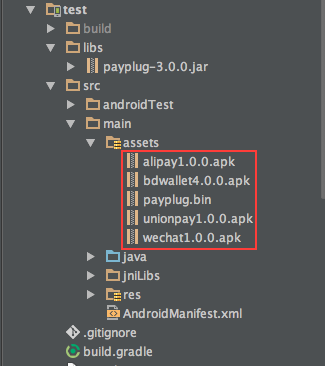 test
build
libs
payplug-3.0.0.jar
src
androidTest
main
assets
alipay1.0.0.apk
bdwallet4.0.0.apk
payplug.bin
unionpay1.0.0.apk
wechat1.0.0.apk
java
jniLibs
res
AndroidManifest.xml
.gitignore
build.gradle